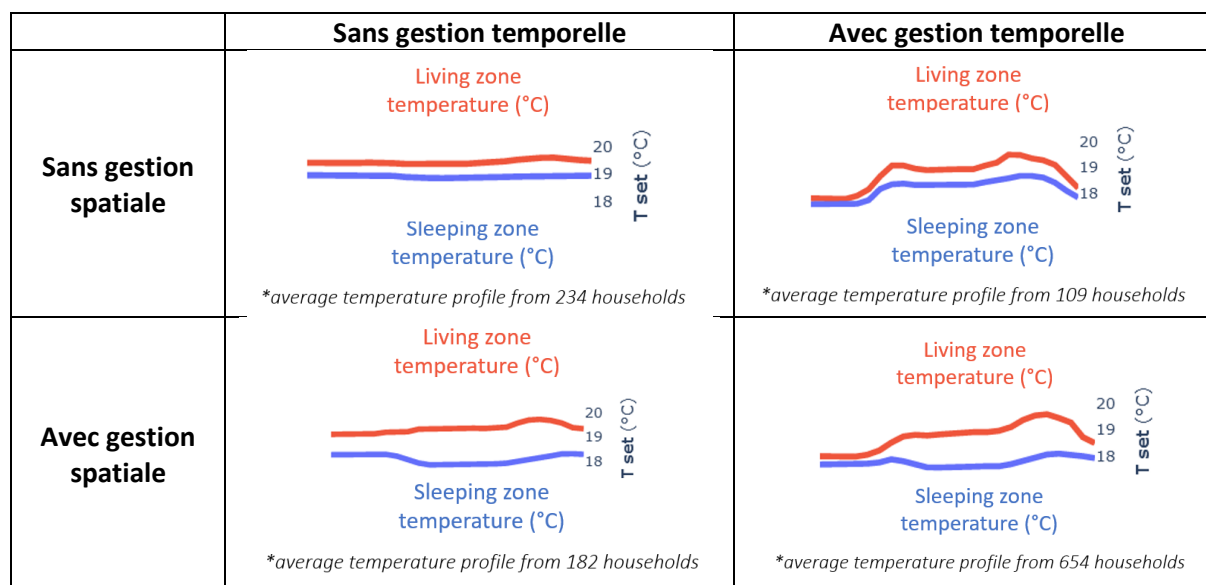 Sans gestion temporelle
Avec gestion temporelle
Sans gestion
spatiale
Living zone
temperature (°C)
20
19
18
T set (°C)
Sleeping zone
temperature (°C)
*average temperature profile from 234 households
Living zone
temperature (°C)
20
19
18
T set (°C)
Sleeping zone
temperature (°C)
*average temperature profile from 109 households
Avec gestion
spatiale
Living zone
temperature (°C)
20
19
18
T set (°C)
Sleeping zone
temperature (°C)
*average temperature profile from 182 households
Living zone
temperature (°C)
20
19
18
T set (°C)
Sleeping zone
temperature (°C)
*average temperature profile from 654 households